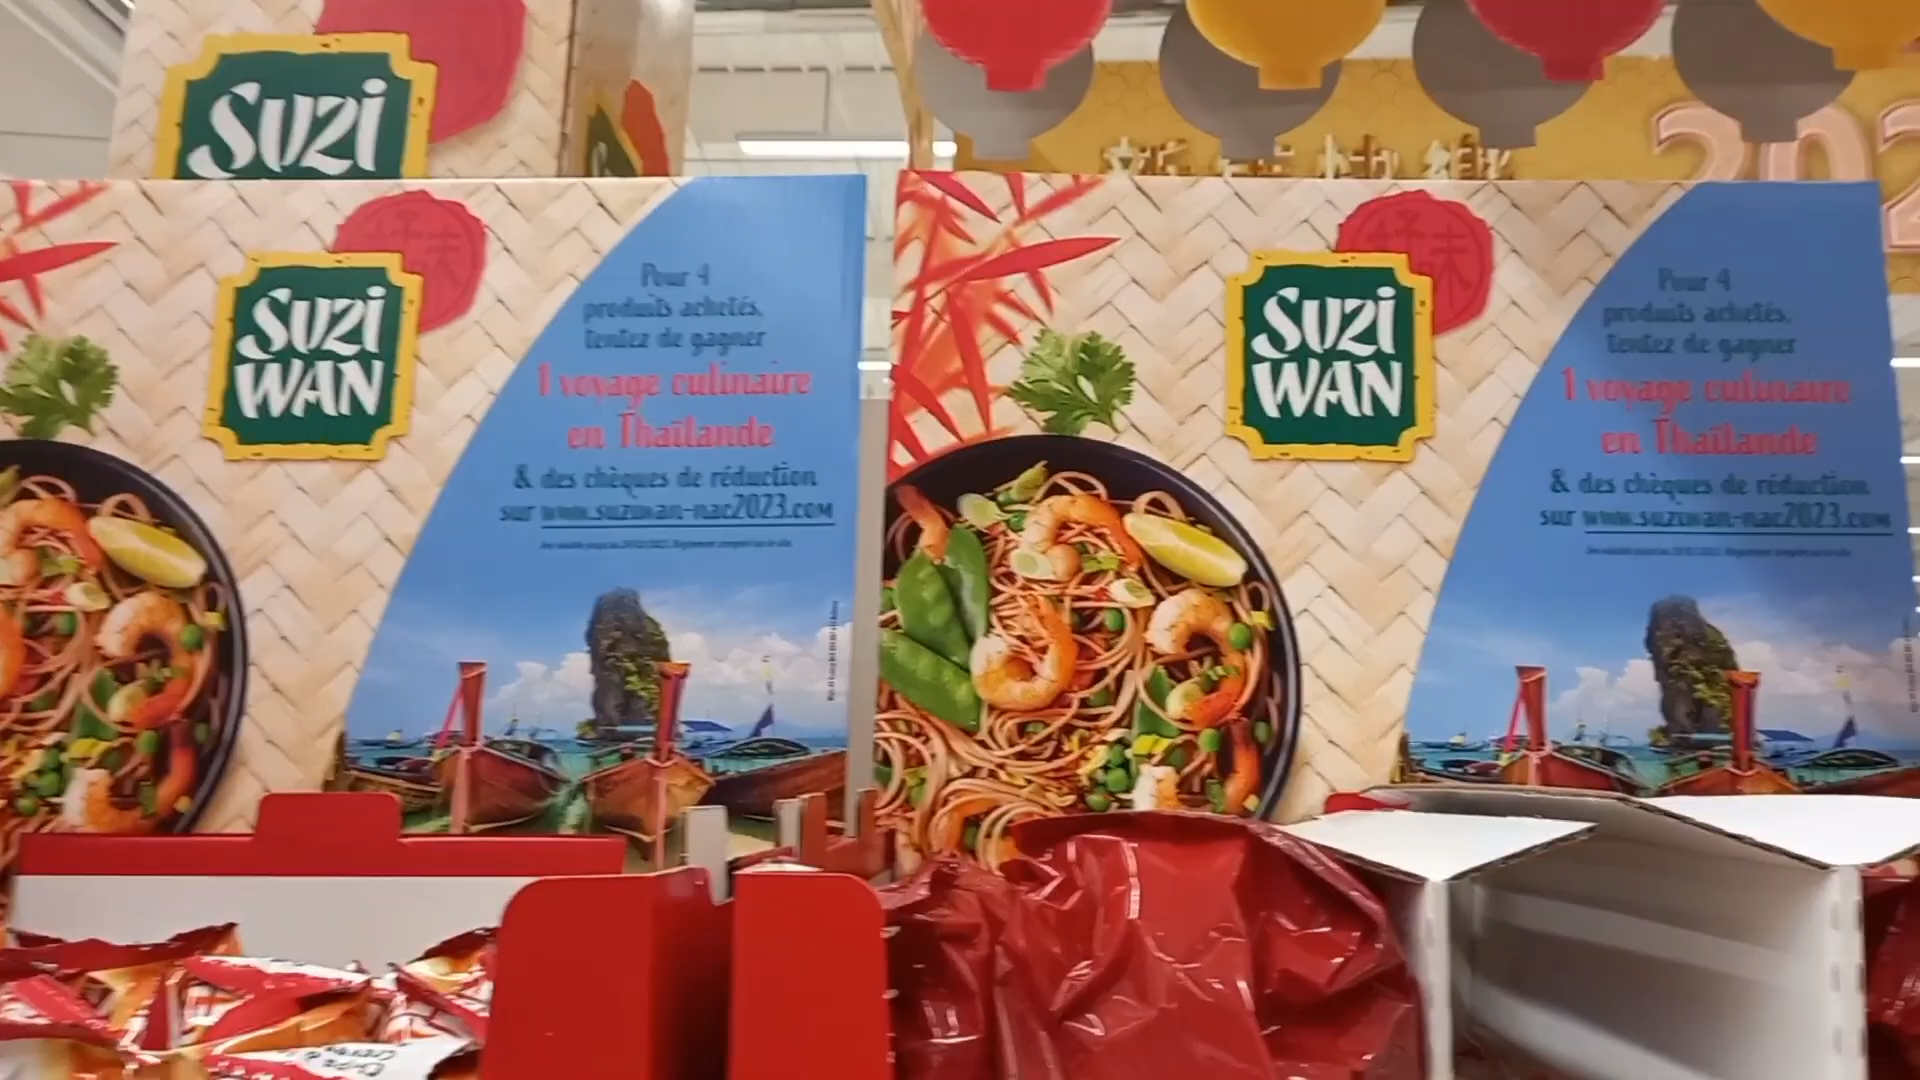 SUZI
202
SUZI
WAN
Pour 4
produits achetés,
tentez de gagner
1 voyage culinaire
en Thaïlande
& des chèques de réduction
sur www.suziwan-nac2023.com
SUZI
WAN
Pour 4
produits achetés,
tentez de gagner
1 voyage culinaire
en Thaïlande
& des chèques de réduction
sur www.suziwan-nac2023.com